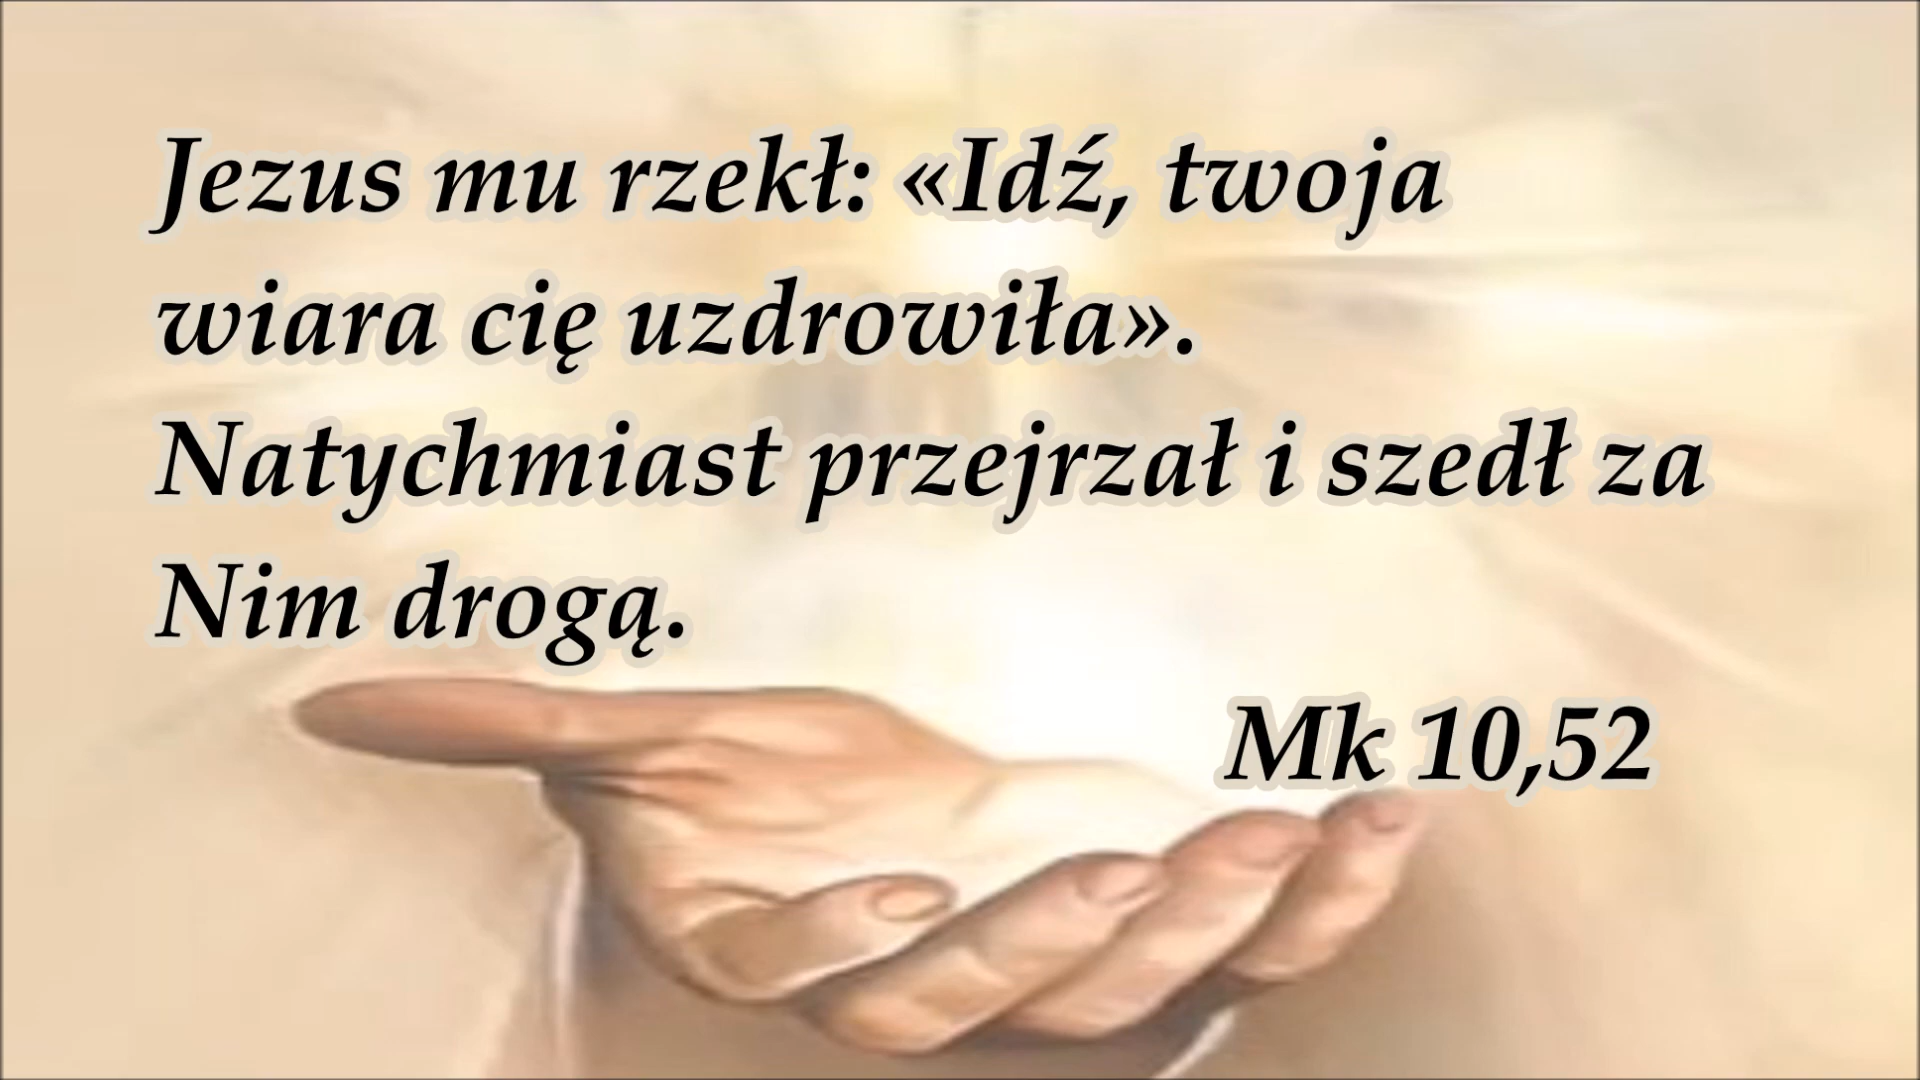 Jezus mu rzekł: «Idź, twoja
wiara cię uzdrowiła».
Natychmiast przejrzał i szedł za
Nim drogą.
Mk 10,52